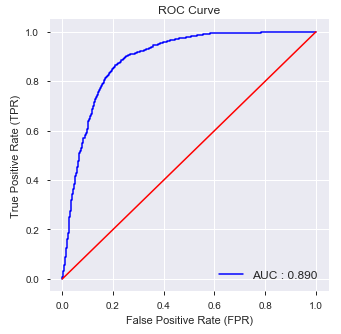 ROC Curve
True Positive Rate (TPR)
1.0
0.8
0.6
0.4
0.2
0.0
AUC : 0.890
0.0 0.2 0.4 0.6 0.8 1.0
False Positive Rate (FPR)